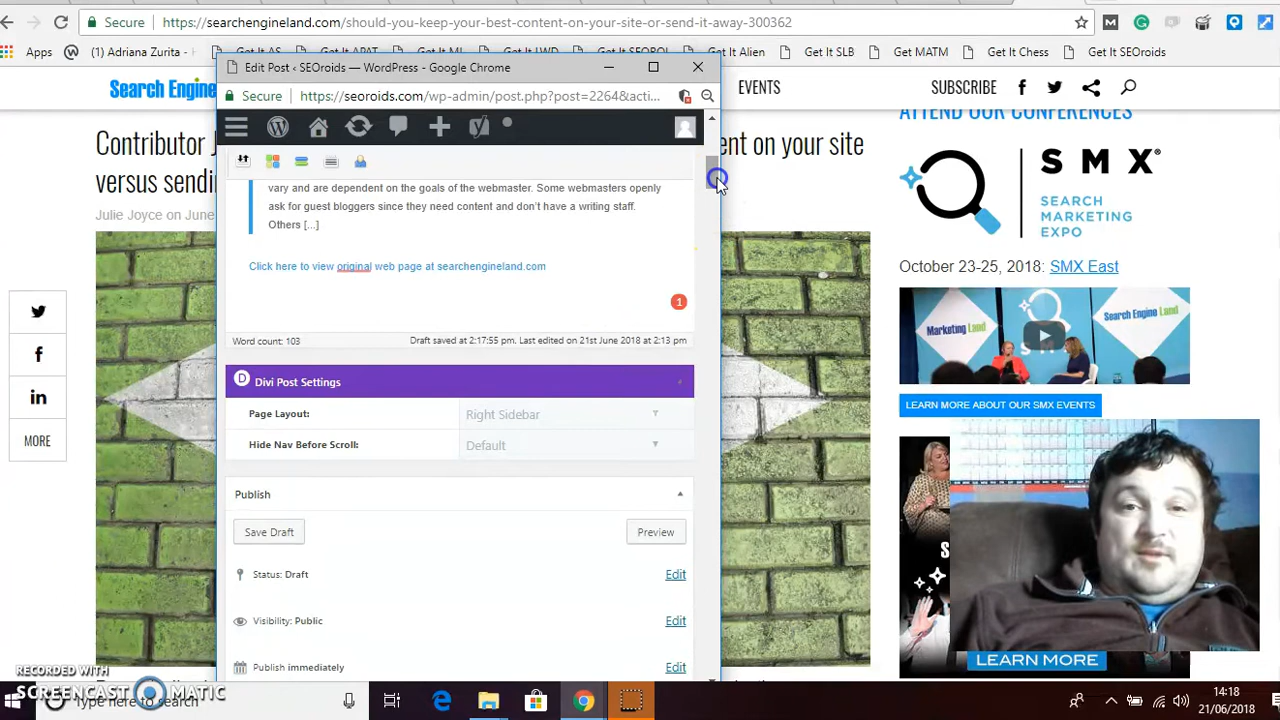 Secure https://searchengineland.com/should-you-keep-your-best-content-on-your-site-or-send-it-away-300362
Apps (1) Adriana Zurita - Get It AS Get It APAT Get It ML Get It LWD Get It SEOROI Get It Alien Get It SLB Get MATM Get It Chess Get It SEOroids
Edit Post ‹ SEOroids — WordPress - Google Chrome
Secure https://seoroids.com/wp-admin/post.php?post=2264&acti...
Search Engine
EVENTS
SUBSCRIBE
ATTEND OUR CONFERENCES
Contributor J
ent on your site
versus sendi
Julie Joyce on June
vary and are dependent on the goals of the webmaster. Some webmasters openly
ask for guest bloggers since they need content and don't have a writing staff.
Others [...]
Click here to view original web page at searchengineland.com
1
Word count: 103 Draft saved at 2:17:55 pm. Last edited on 21st June 2018 at 2:13 pm
Divi Post Settings
Page Layout: Right Sidebar
Hide Nav Before Scroll: Default
Publish
Save Draft Preview
Status: Draft Edit
Visibility: Public Edit
Publish immediately Edit
MORE
SMX
SEARCH
MARKETING
EXPO
October 23-25, 2018: SMX East
Marketing Land
Search Engine Land
SMX
LEARN MORE ABOUT OUR SMX EVENTS
LEARN MORE
RECORDED WITH
SCREENCAST MATIC
Type here to search
14:18
21/06/2018